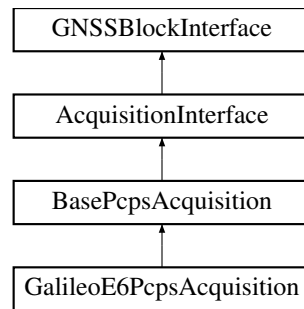 GNSSBlockInterface
AcquisitionInterface
BasePcpsAcquisition
GalileoE6PcpsAcquisition